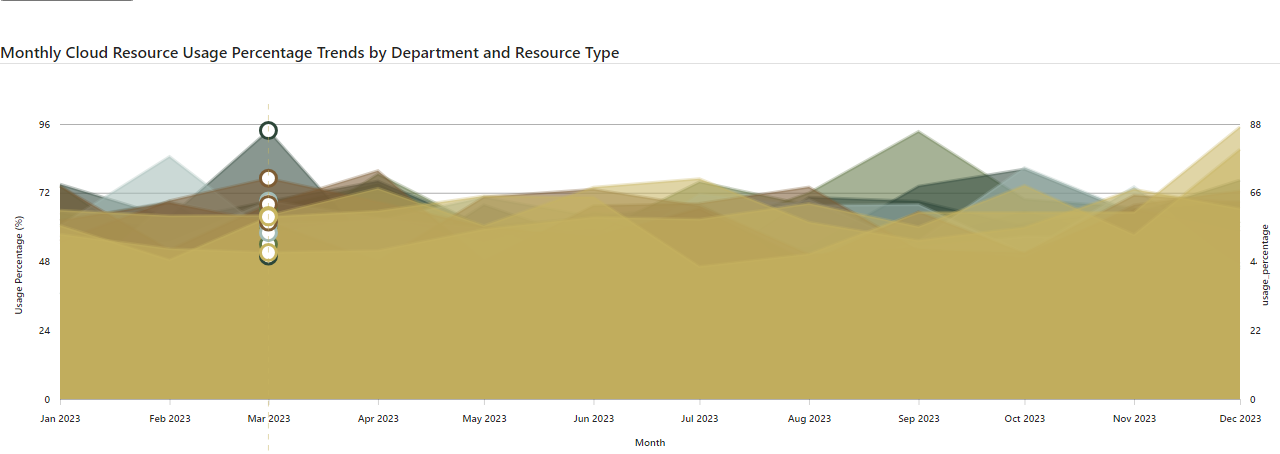 Monthly Cloud Resource Usage Percentage Trends by Department and Resource Type
96
72
48
24
0
Usage Percentage (%)
88
66
4
22
0
usage_percentage
Jan 2023
Feb 2023
Mar 2023
Apr 2023
May 2023
Jun 2023
Jul 2023
Aug 2023
Sep 2023
Oct 2023
Nov 2023
Dec 2023
Month